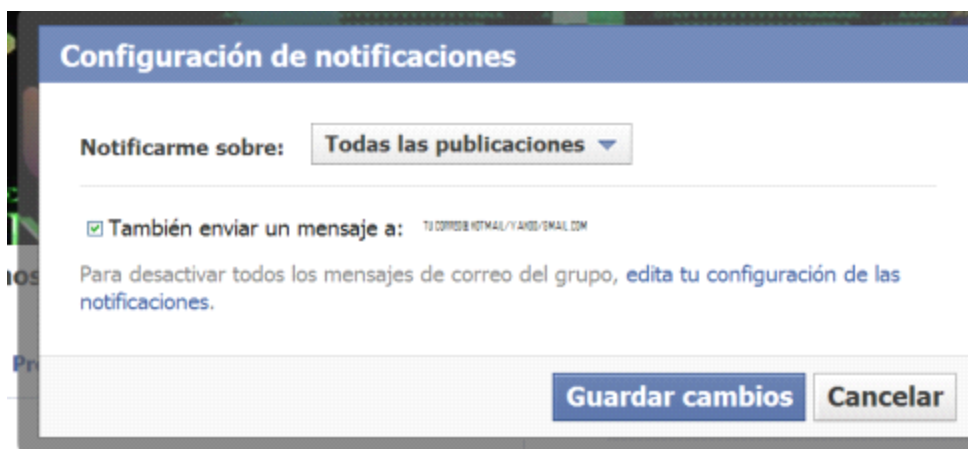 Configuración de notificaciones
Notificarme sobre: Todas las publicaciones
También enviar un mensaje a: TU CORREO@HOTMAIL/YAHOO/GMAIL.COM
Para desactivar todos los mensajes de correo del grupo, edita tu configuración de las
notificaciones.
Guardar cambios Cancelar